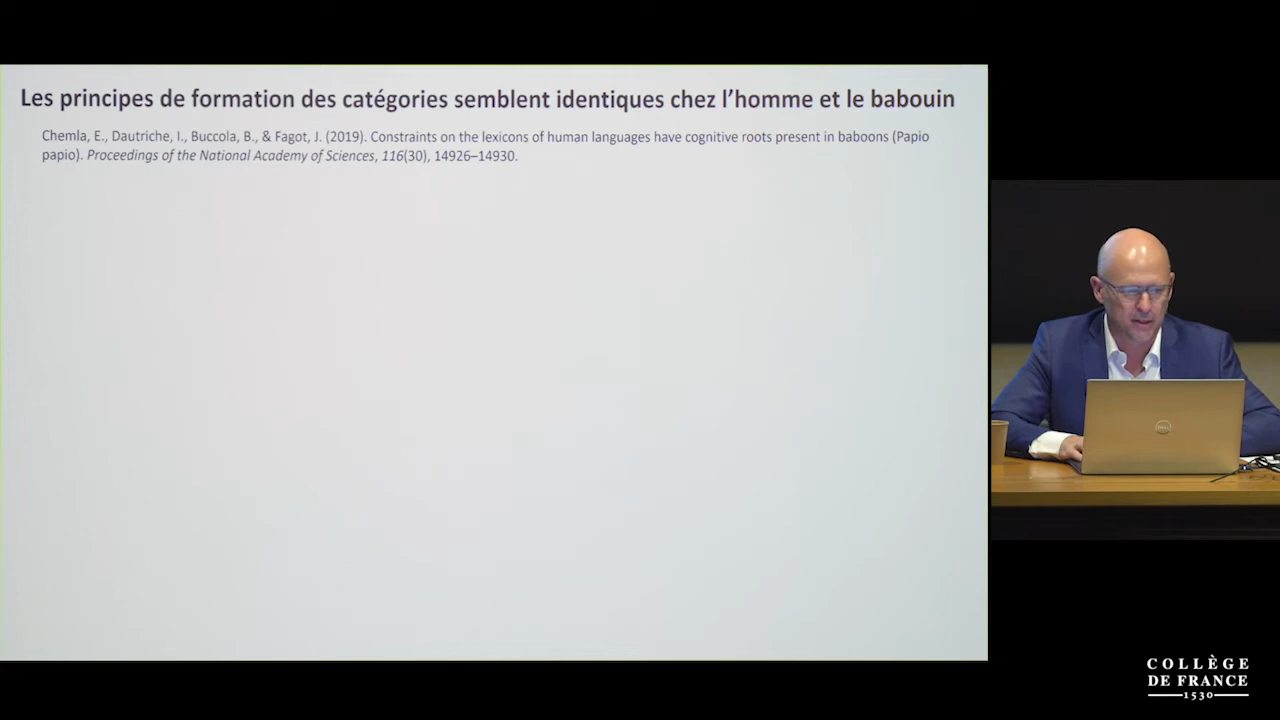 Les principes de formation des catégories semblent identiques chez l'homme et le babouin
Chemla, E., Dautriche, I., Buccola, B., & Fagot, J. (2019). Constraints on the lexicons of human languages have cognitive roots present in baboons (Papio
papio). Proceedings of the National Academy of Sciences, 116(30), 14926–14930.
DELL
COLLÈGE
DE FRANCE
1530